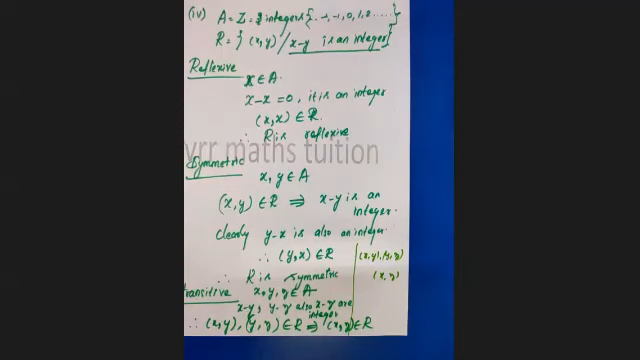 (iv) A = Z = integers {...-1, -1, 0, 1, 2 .....}
R = { (x, y) / x-y is an integer }
Reflexive
x ∈ A
x-x = 0, it is an integer
(x, x) ∈ R
∴ R is reflexive
yrr maths tuition
Symmetric
x, y ∈ A
(x, y) ∈ R ⇒ x-y is an
integer.
Clearly y-x is also an integer
∴ (y, x) ∈ R
(x, y), (y, z)
∴ R is symmetric
(x, z)
Transitive x, y, z ∈ A
x-y, y-z also x-z are
integer
∴ (x, y), (y, z) ∈ R ⇒ (x, z) ∈ R